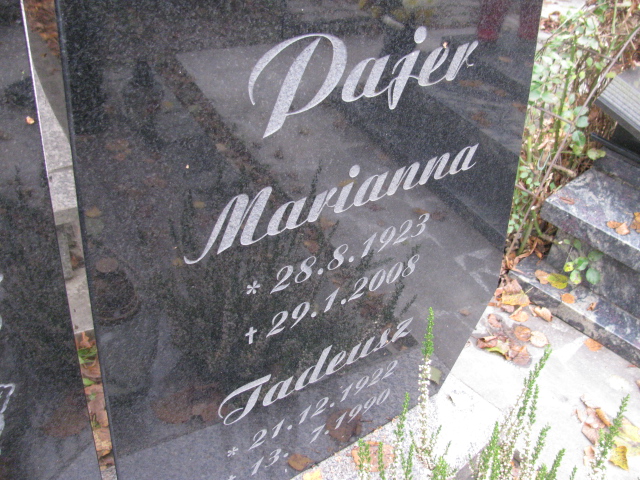 Pajer
Marianna
* 28.8.1923
† 29.1.2008
Tadeusz
* 21.12.1922
† 13. 7.1990